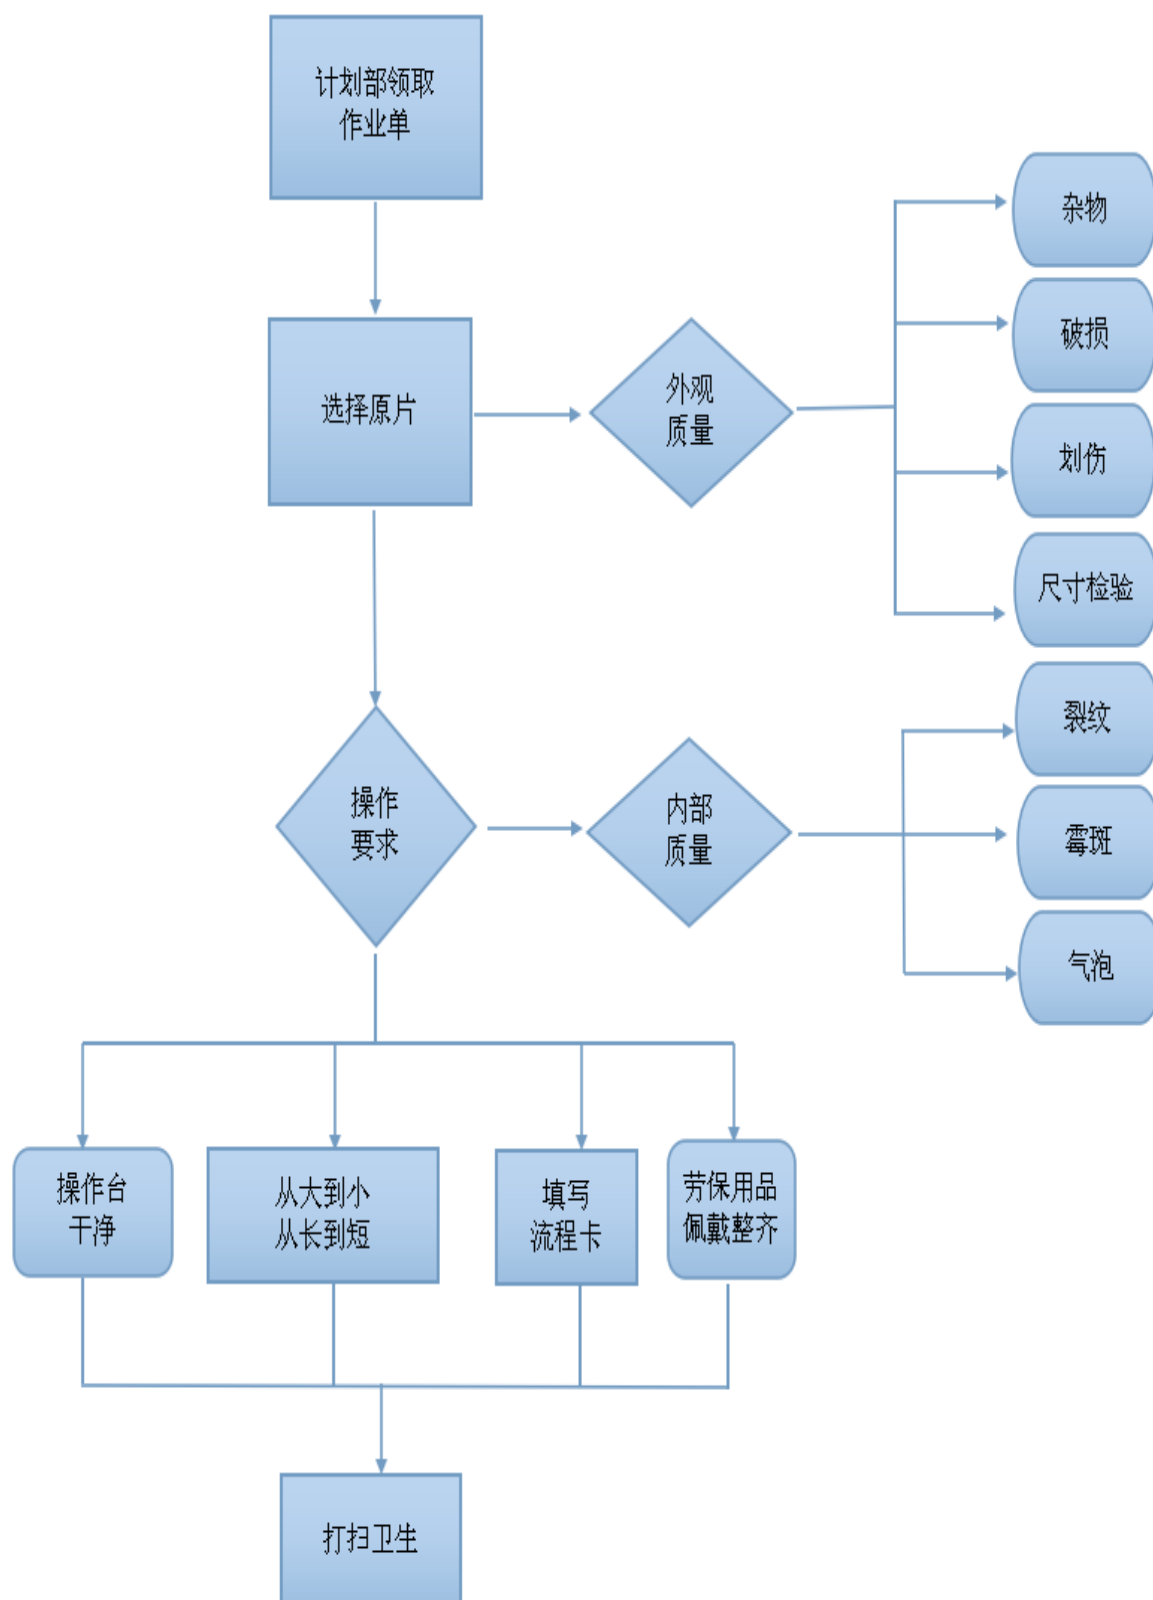 计划部领取
作业单
杂物
破损
选择原片
外观
质量
划伤
尺寸检验
裂纹
操作
要求
内部
质量
霉斑
气泡
操作台
干净
从大到小
从长到短
填写
流程卡
劳保用品
佩戴整齐
打扫卫生